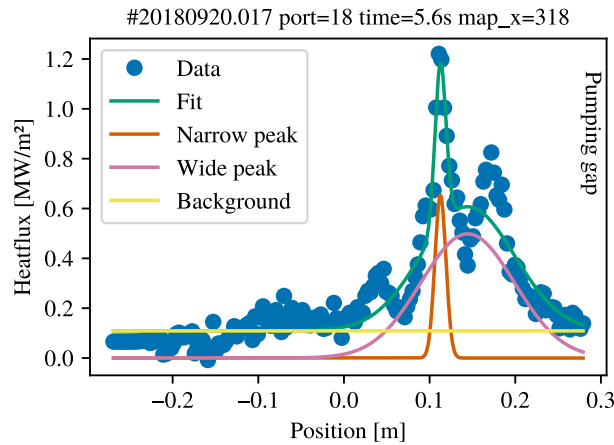 #20180920.017 port=18 time=5.6s map_x=318
Heatflux [MW/m²]
1.2
1.0
0.8
0.6
0.4
0.2
0.0
Data
Fit
Narrow peak
Wide peak
Background
Pumping gap
−0.2
−0.1
0.0
0.1
0.2
0.3
Position [m]